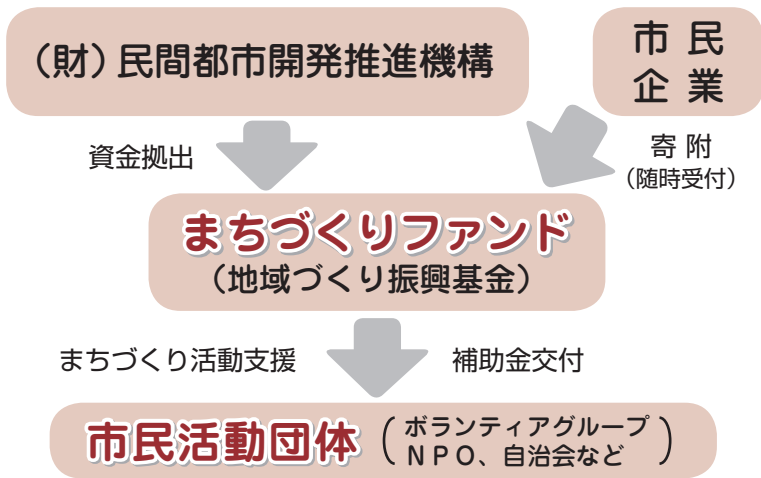 （財）民間都市開発推進機構
市 民
企 業
資金拠出
寄 附
（随時受付）
まちづくりファンド
（地域づくり振興基金）
まちづくり活動支援
補助金交付
市民活動団体
（ボランティアグループ
ＮＰＯ、自治会など）